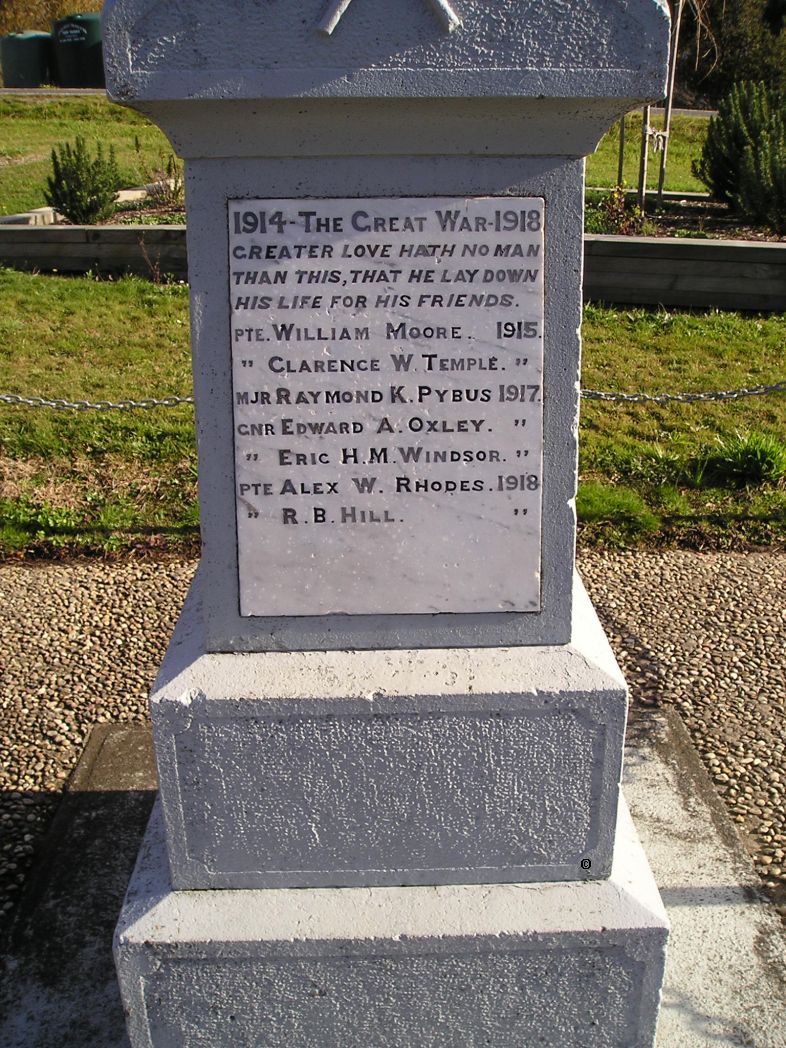 1914-THE GREAT WAR-1918
GREATER LOVE HATH NO MAN
THAN THIS, THAT HE LAY DOWN
HIS LIFE FOR HIS FRIENDS.
PTE. WILLIAM MOORE. 1915.
" CLARENCE W. TEMPLE. "
MJR RAYMOND K. PYBUS 1917.
GNR EDWARD A. OXLEY. "
" ERIC H.M. WINDSOR. "
PTE ALEX W. RHODES. 1918
" R.B. HILL. "
©